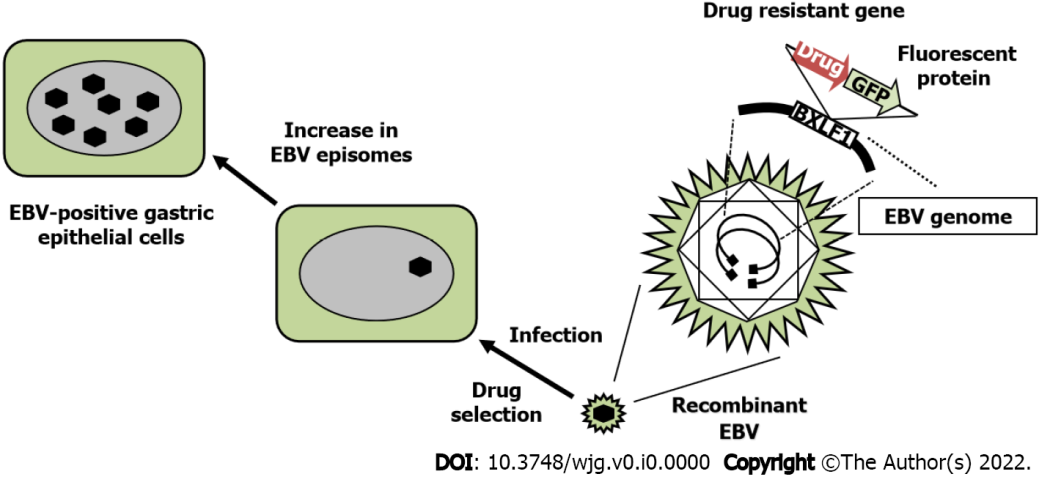 Drug resistant gene
Drug
GFP
Fluorescent
protein
BXLF1
EBV genome
Increase in
EBV episomes
EBV-positive gastric
epithelial cells
Infection
Drug
selection
Recombinant
EBV
DOI: 10.3748/wjg.v0.i0.0000 Copyright ©The Author(s) 2022.